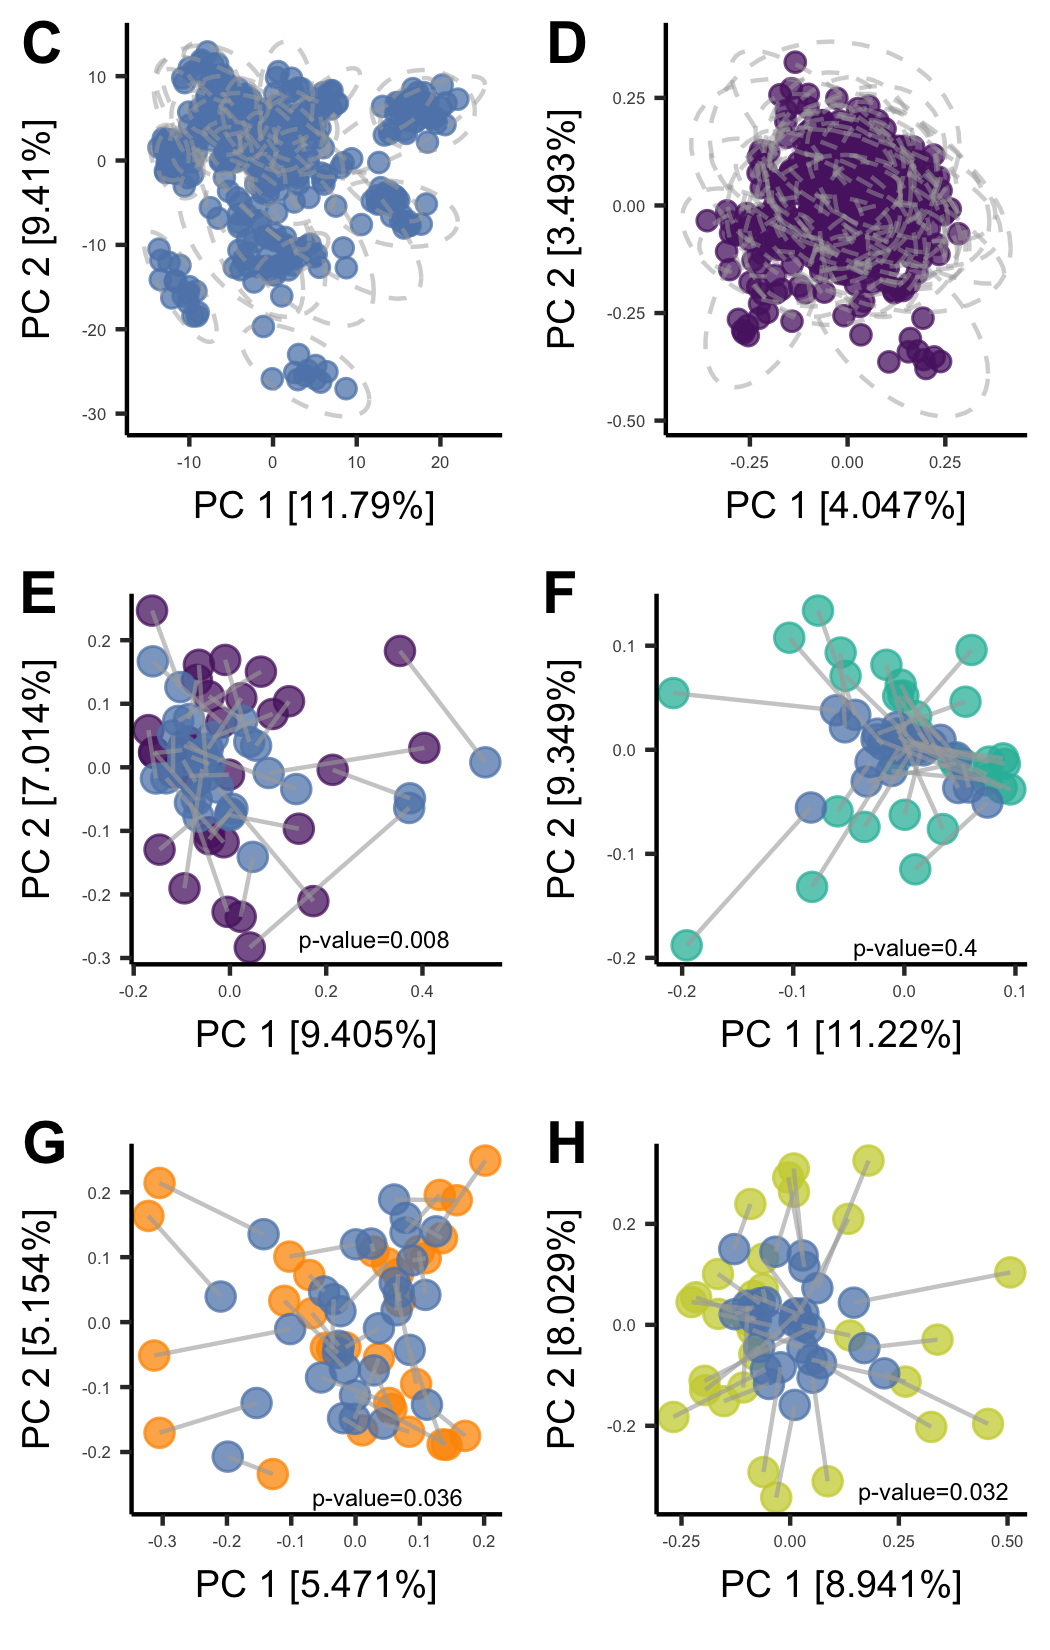 C
10
0
-10
-20
-30
PC 2 [9.41%]
-10 0 10 20
PC 1 [11.79%]
D
0.25
0.00
-0.25
-0.50
PC 2 [3.493%]
-0.25 0.00 0.25
PC 1 [4.047%]
E
0.2
0.1
0.0
-0.1
-0.2
-0.3
PC 2 [7.014%]
p-value=0.008
-0.2 0.0 0.2 0.4
PC 1 [9.405%]
F
0.1
0.0
-0.1
-0.2
PC 2 [9.349%]
p-value=0.4
-0.2 -0.1 0.0 0.1
PC 1 [11.22%]
G
0.2
0.1
0.0
-0.1
-0.2
PC 2 [5.154%]
p-value=0.036
-0.3 -0.2 -0.1 0.0 0.1 0.2
PC 1 [5.471%]
H
0.2
0.0
-0.2
PC 2 [8.029%]
p-value=0.032
-0.25 0.00 0.25 0.50
PC 1 [8.941%]